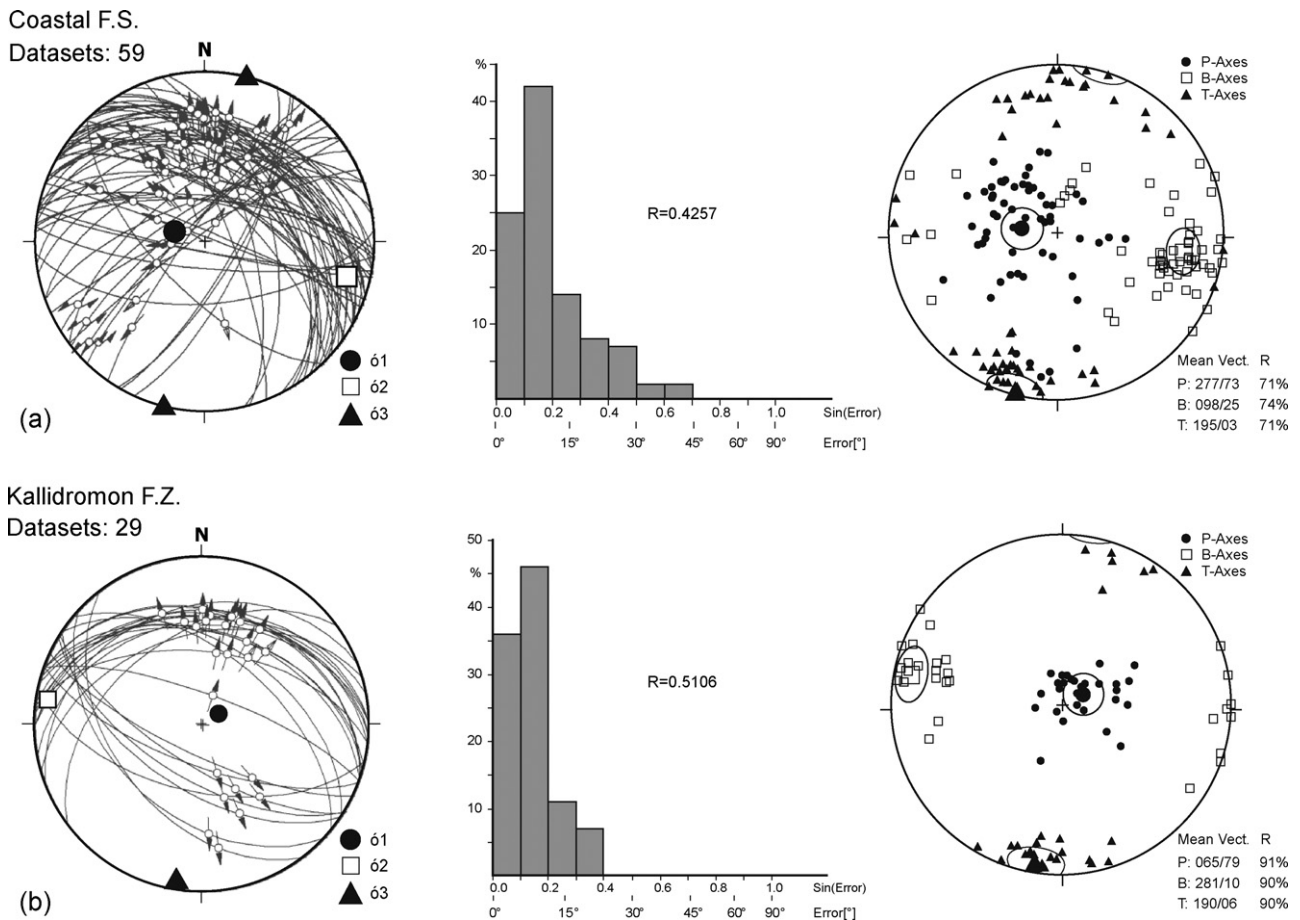 Coastal F.S.
Datasets: 59
N
ó1
ó2
ó3
(a)
%
40
30
20
10
R=0.4257
0.0 0.2 0.4 0.6 0.8 1.0 Sin(Error)
0° 15° 30° 45° 60° 90° Error[°]
P-Axes
B-Axes
T-Axes
Mean Vect. R
P: 277/73 71%
B: 098/25 74%
T: 195/03 71%
Kallidromon F.Z.
Datasets: 29
N
ó1
ó2
ó3
(b)
50
%
40
30
20
10
R=0.5106
0.0 0.2 0.4 0.6 0.8 1.0 Sin(Error)
0° 15° 30° 45° 60° 90° Error[°]
P-Axes
B-Axes
T-Axes
Mean Vect. R
P: 065/79 91%
B: 281/10 90%
T: 190/06 90%